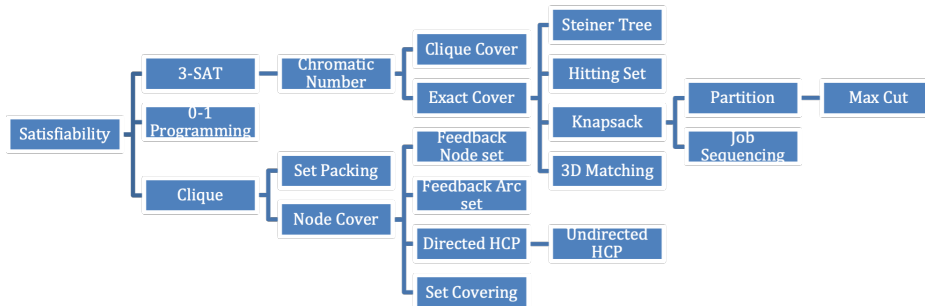 Steiner Tree
Clique Cover
3-SAT
Chromatic
Number
Hitting Set
Exact Cover
Partition
Max Cut
0-1
Programming
Knapsack
Satisfiability
Feedback
Node set
Job
Sequencing
Set Packing
3D Matching
Clique
Feedback Arc
set
Node Cover
Directed HCP
Undirected
HCP
Set Covering